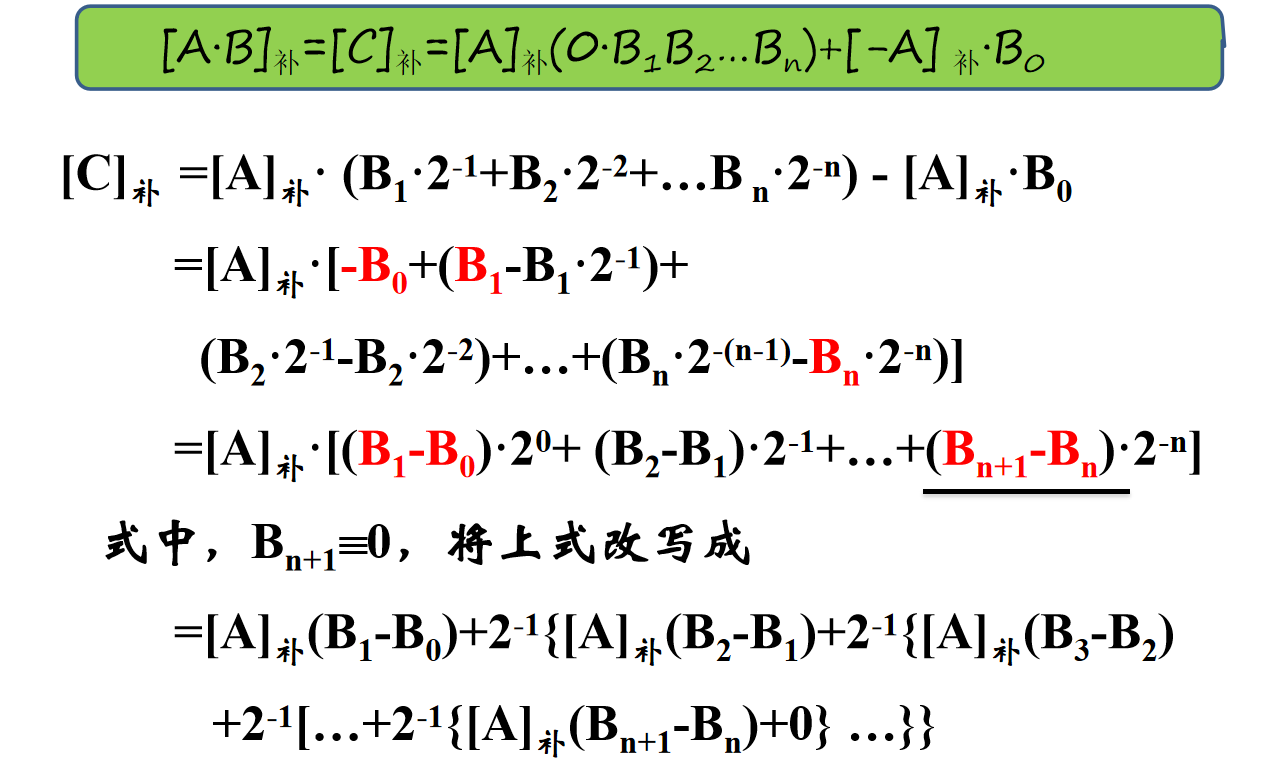 [A·B]补=[C]补=[A]补(0·B1B2…Bn)+[-A]补·B0
[C]补 =[A]补· (B1·2-1+B2·2-2+…B n·2-n) - [A]补·B0
=[A]补·[-B0+(B1-B1·2-1)+
(B2·2-1-B2·2-2)+…+(Bn·2-(n-1)-Bn·2-n)]
=[A]补·[(B1-B0)·20+ (B2-B1)·2-1+…+(Bn+1-Bn)·2-n]
式中，Bn+1≡0，将上式改写成
=[A]补(B1-B0)+2-1{[A]补(B2-B1)+2-1{[A]补(B3-B2)
+2-1[…+2-1{[A]补(Bn+1-Bn)+0} …}}